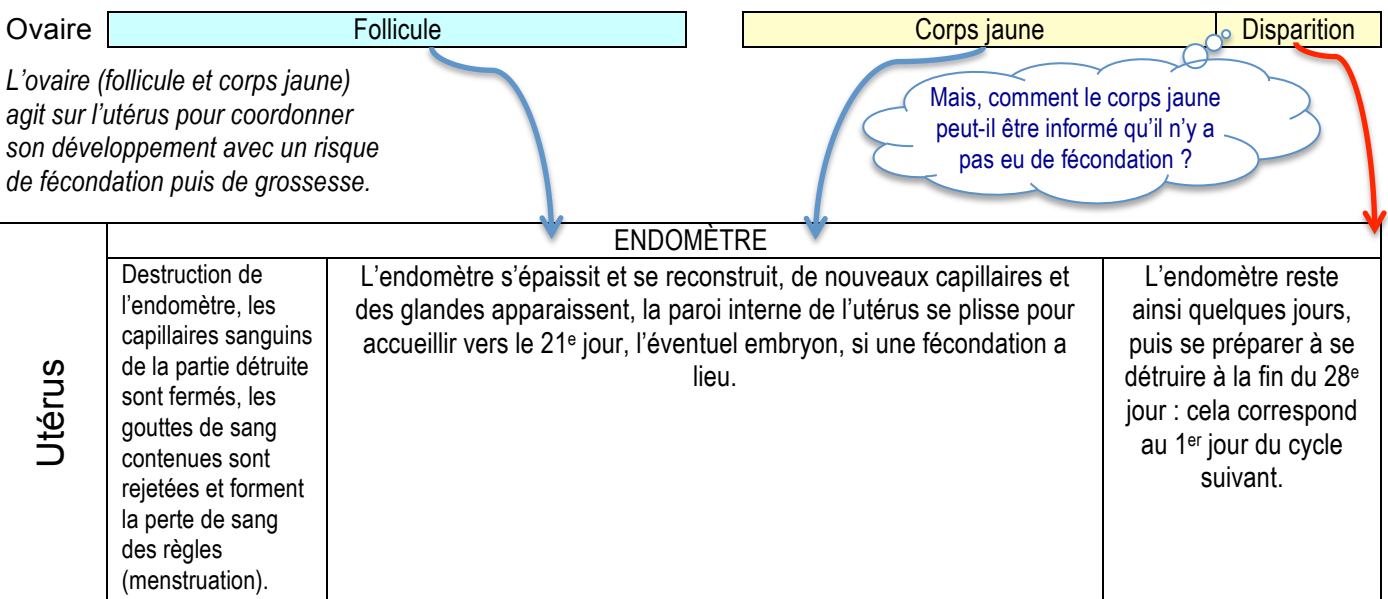 Ovaire
Follicule
Corps jaune
Disparition
L'ovaire (follicule et corps jaune)
agit sur l'utérus pour coordonner
son développement avec un risque
de fécondation puis de grossesse.
Mais, comment le corps jaune
peut-il être informé qu'il n'y a
pas eu de fécondation ?
Utérus
ENDOMÈTRE
Destruction de
l'endomètre, les
capillaires sanguins
de la partie détruite
sont fermés, les
gouttes de sang
contenues sont
rejetées et forment
la perte de sang
des règles
(menstruation).
L'endomètre s'épaissit et se reconstruit, de nouveaux capillaires et
des glandes apparaissent, la paroi interne de l'utérus se plisse pour
accueillir vers le 21e jour, l'éventuel embryon, si une fécondation a
lieu.
L'endomètre reste
ainsi quelques jours,
puis se préparer à se
détruire à la fin du 28e
jour : cela correspond
au 1er jour du cycle
suivant.